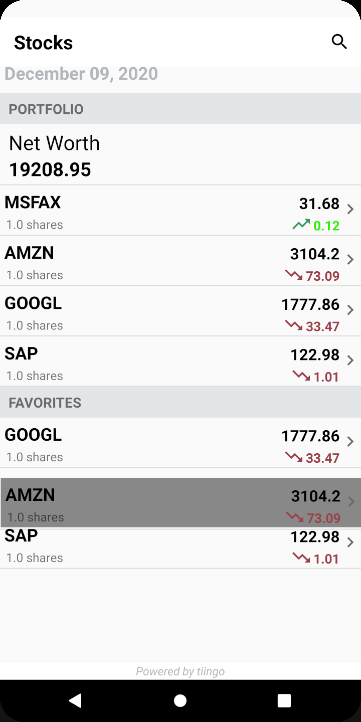 Stocks
December 09, 2020
PORTFOLIO
Net Worth
19208.95
MSFAX 31.68
1.0 shares 0.12
AMZN 3104.2
1.0 shares 73.09
GOOGL 1777.86
1.0 shares 33.47
SAP 122.98
1.0 shares 1.01
FAVORITES
GOOGL 1777.86
1.0 shares 33.47
AMZN 3104.2
1.0 shares 73.09
SAP 122.98
1.0 shares 1.01
Powered by tiingo